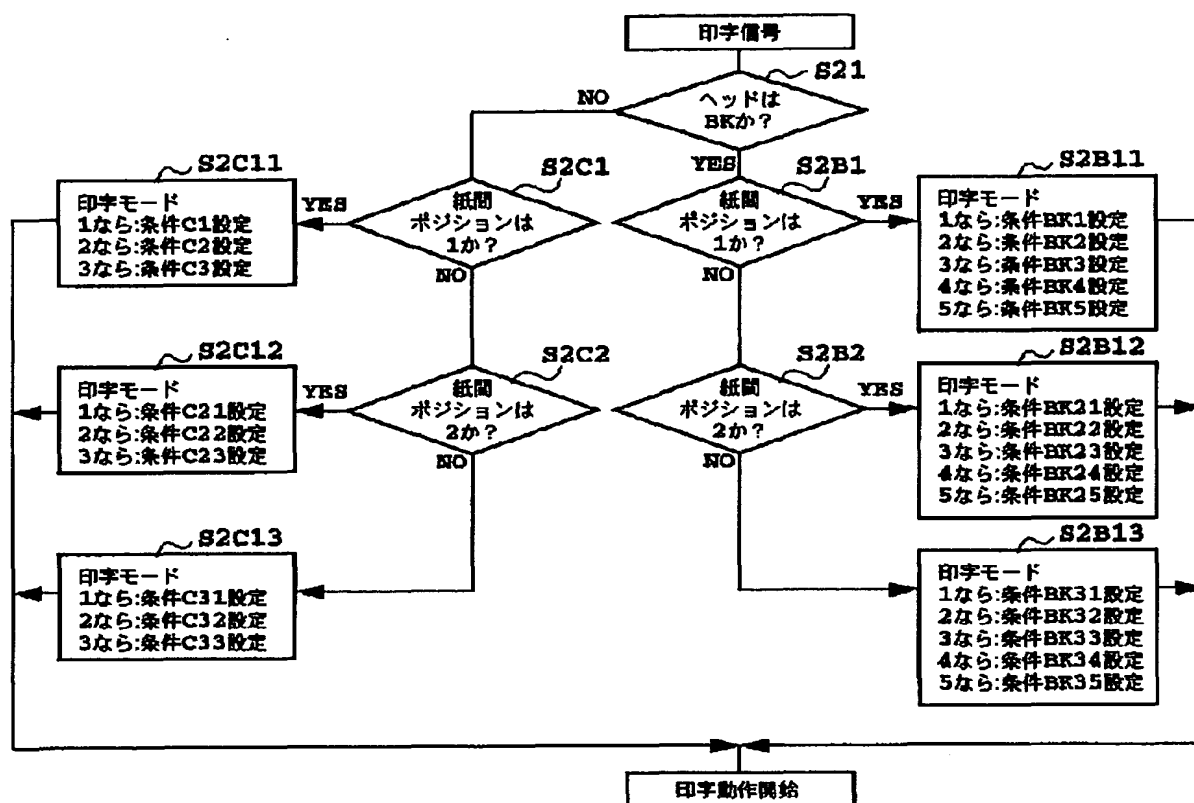 印字信号
S21
ヘッドは
BKか?
NO
YES
S2C11
印字モード
1なら:条件C1設定
2なら:条件C2設定
3なら:条件C3設定
YES
S2C1
紙間
ポジションは
1か?
NO
S2B1
紙間
ポジションは
1か?
YES
NO
S2B11
印字モード
1なら:条件BK1設定
2なら:条件BK2設定
3なら:条件BK3設定
4なら:条件BK4設定
5なら:条件BK5設定
S2C12
印字モード
1なら:条件C21設定
2なら:条件C22設定
3なら:条件C23設定
YES
S2C2
紙間
ポジションは
2か?
NO
S2B2
紙間
ポジションは
2か?
YES
NO
S2B12
印字モード
1なら:条件BK21設定
2なら:条件BK22設定
3なら:条件BK23設定
4なら:条件BK24設定
5なら:条件BK25設定
S2C13
印字モード
1なら:条件C31設定
2なら:条件C32設定
3なら:条件C33設定
S2B13
印字モード
1なら:条件BK31設定
2なら:条件BK32設定
3なら:条件BK33設定
4なら:条件BK34設定
5なら:条件BK35設定
印字動作開始